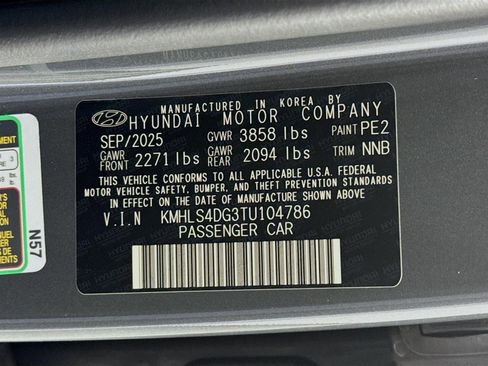 MANUFACTURED IN KOREA BY
HYUNDAI MOTOR COMPANY
SEP/2025 GVWR 3858 lbs PAINT PE2
GAWR FRONT 2271 lbs GAWR REAR 2094 lbs TRIM NNB
THIS VEHICLE CONFORMS TO ALL APPLICABLE U.S.A. FEDERAL
MOTOR VEHICLE SAFETY, BUMPER, AND THEFT PREVENTION
STANDARDS IN EFFECT ON THE DATE OF MANUFACTURE SHOWN ABOVE.
V.I.N KMHLS4DG3TU104786
PASSENGER CAR
N57